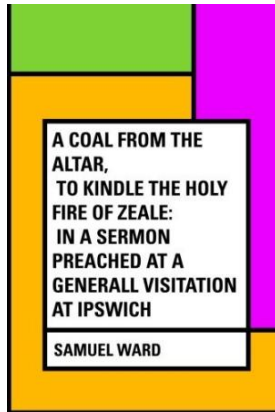 A COAL FROM THE
ALTAR,
TO KINDLE THE HOLY
FIRE OF ZEALE:
IN A SERMON
PREACHED AT A
GENERALL VISITATION
AT IPSWICH
SAMUEL WARD